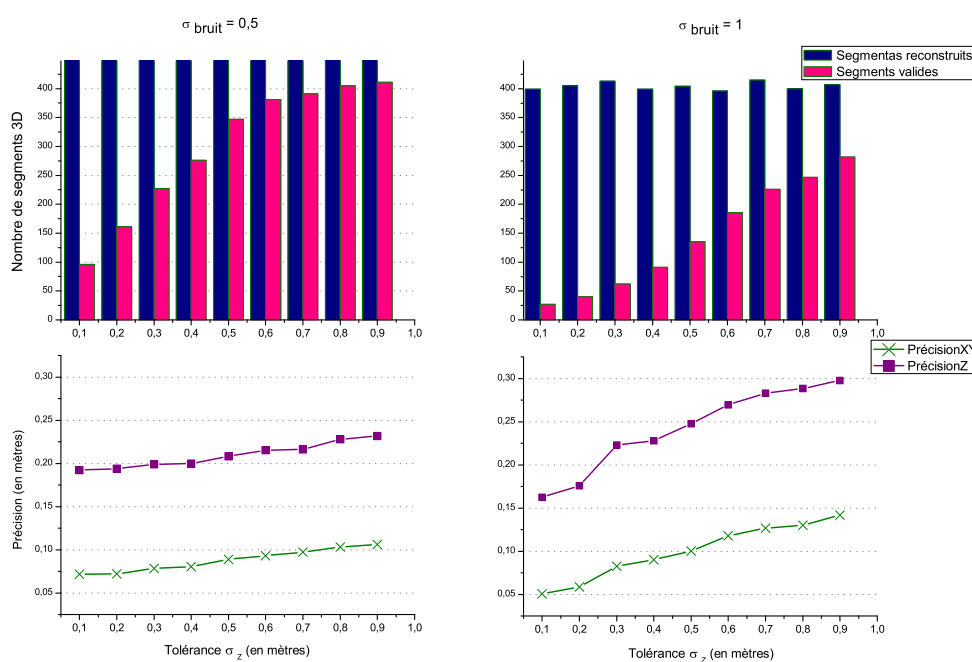 σ bruit = 0,5
σ bruit = 1
Segmentas reconstruits
Segments valides
Nombre de segments 3D
400
350
300
250
200
150
100
50
0
0,1 0,2 0,3 0,4 0,5 0,6 0,7 0,8 0,9 1,0
400
350
300
250
200
150
100
50
0
0,1 0,2 0,3 0,4 0,5 0,6 0,7 0,8 0,9 1,0
PrécisionXY
PrécisionZ
Précision (en mètres)
0,30
0,25
0,20
0,15
0,10
0,05
0,1 0,2 0,3 0,4 0,5 0,6 0,7 0,8 0,9 1,0
Tolérance σ z (en mètres)
0,30
0,25
0,20
0,15
0,10
0,05
0,1 0,2 0,3 0,4 0,5 0,6 0,7 0,8 0,9 1,0
Tolérance σ z (en mètres)